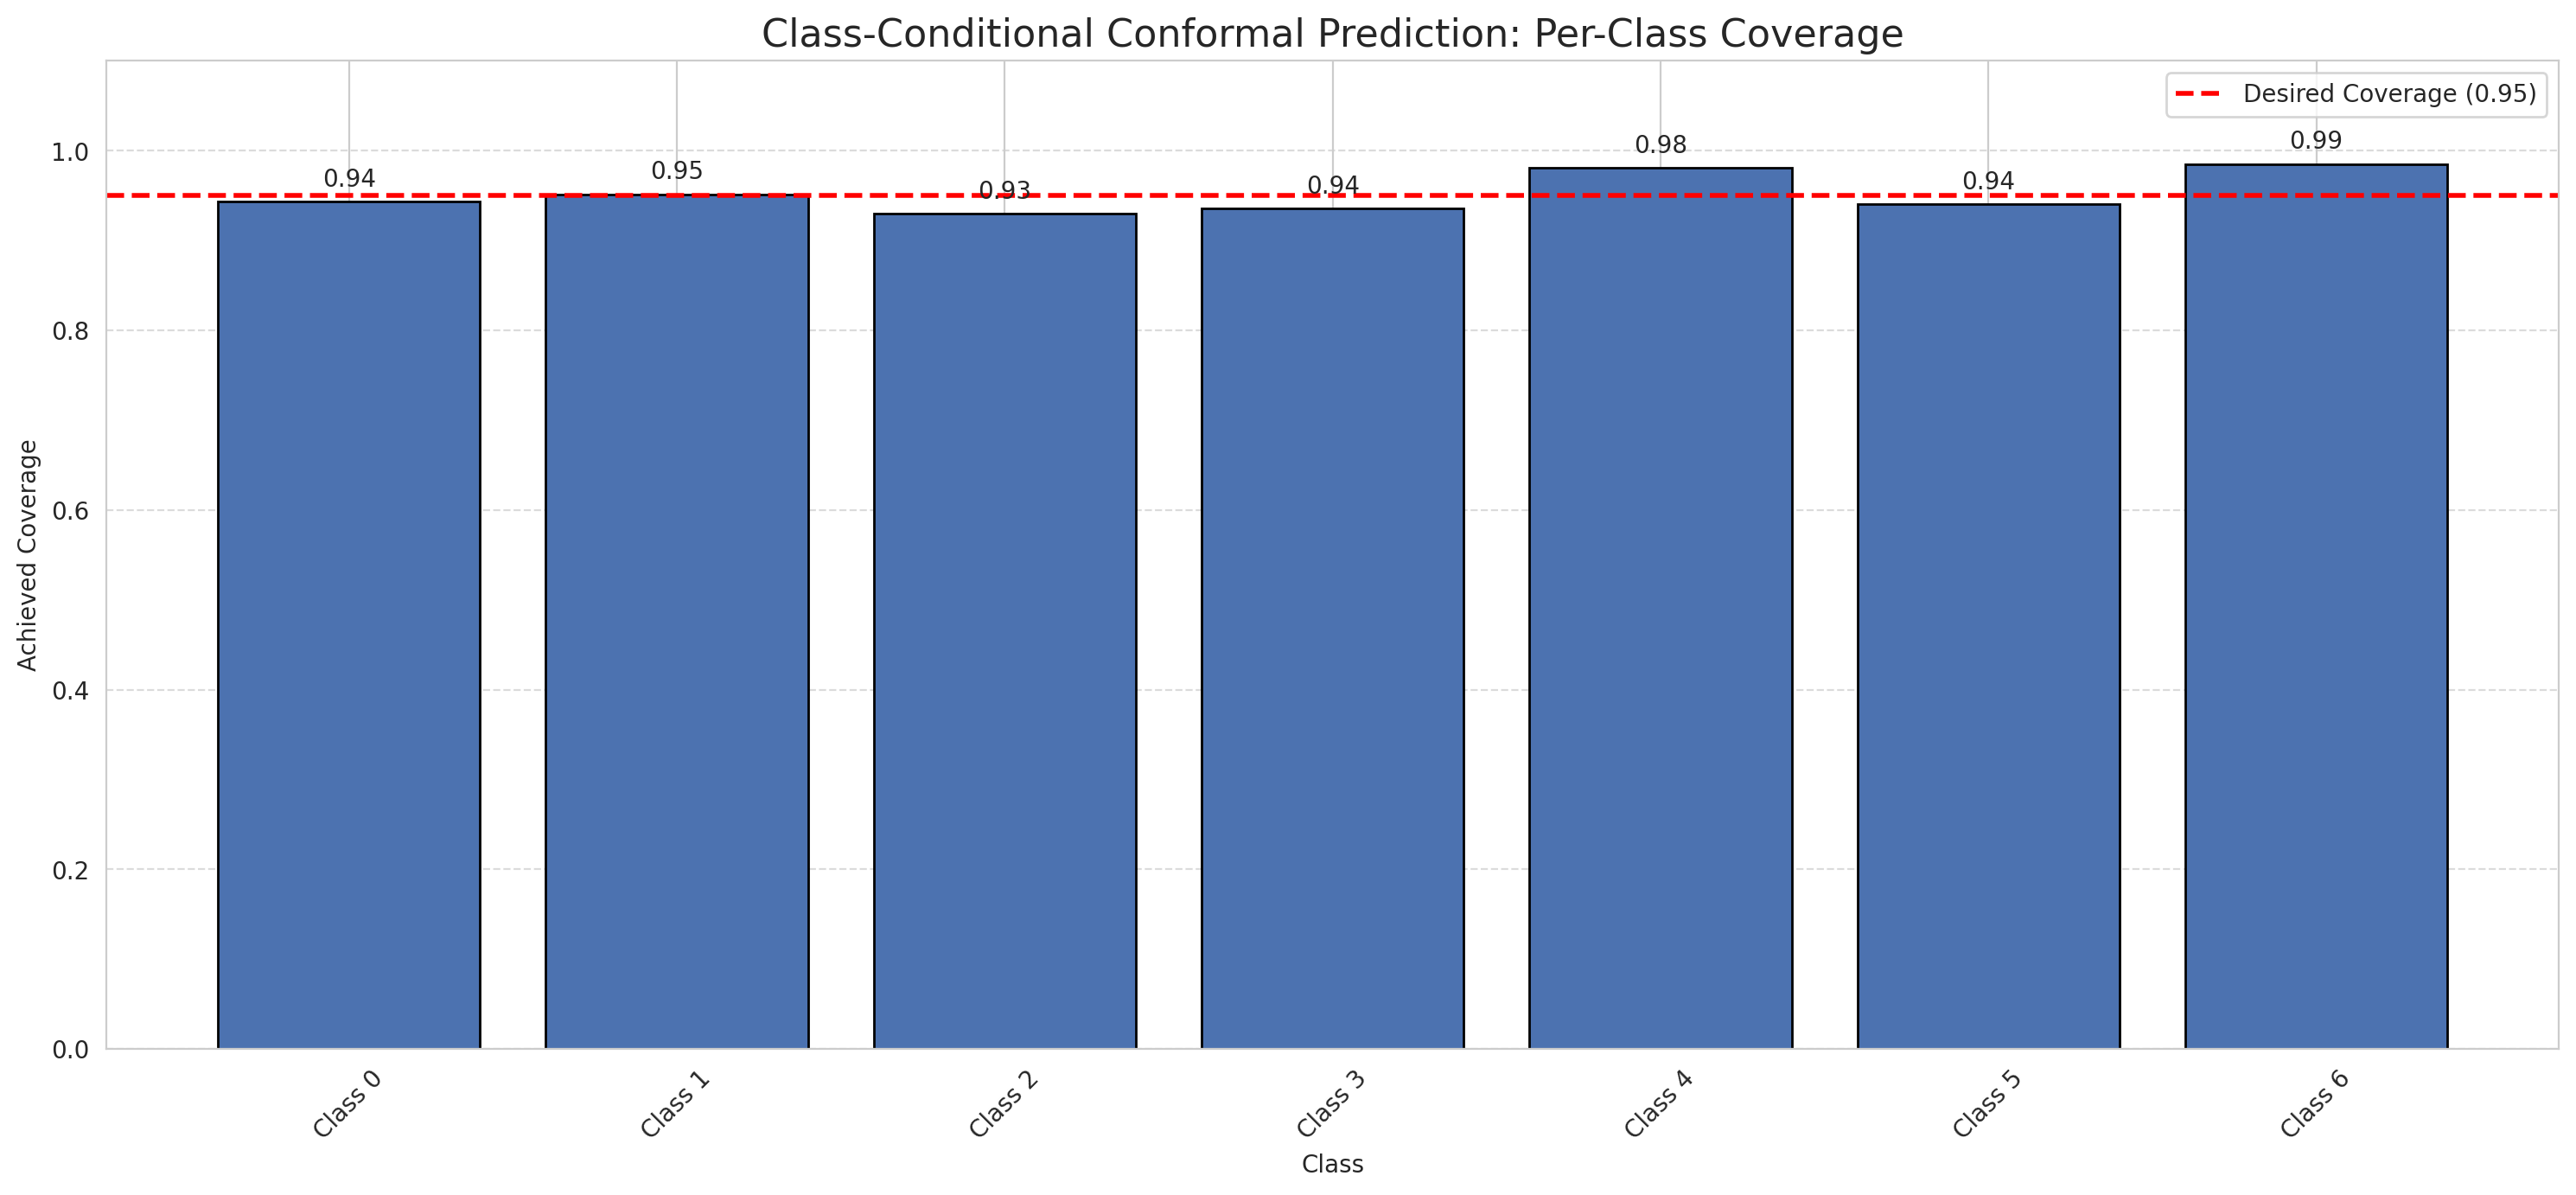 Class-Conditional Conformal Prediction: Per-Class Coverage
Desired Coverage (0.95)
Achieved Coverage
1.0
0.8
0.6
0.4
0.2
0.0
0.94
0.95
0.93
0.94
0.98
0.94
0.99
Class 0
Class 1
Class 2
Class 3
Class 4
Class 5
Class 6
Class